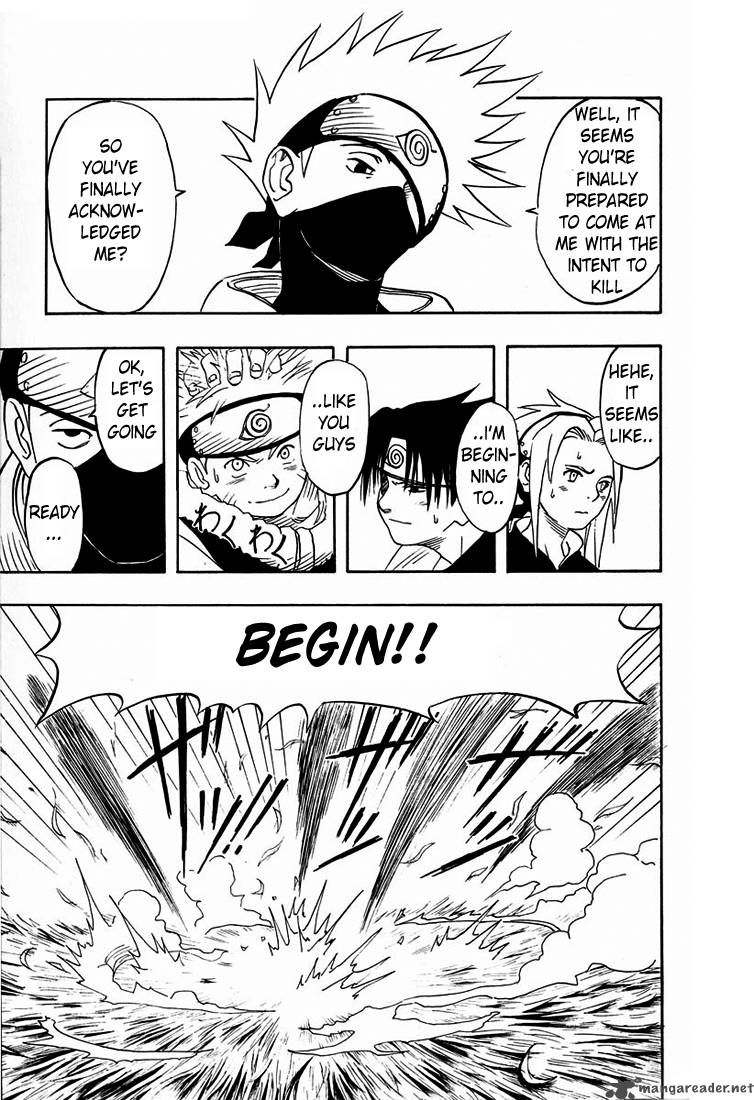 WELL, IT
SEEMS
YOU'RE
FINALLY
PREPARED
TO COME AT
ME WITH THE
INTENT TO
KILL
SO
YOU'VE
FINALLY
ACKNOW-
LEDGED
ME?
HEHE,
IT
SEEMS
LIKE..
..I'M
BEGIN-
NING
TO..
..LIKE
YOU
GUYS
わくわく
OK,
LET'S
GET
GOING
READY
...
BEGIN!!
ザッ!!!
ザッ
ザッ
mangareader.net